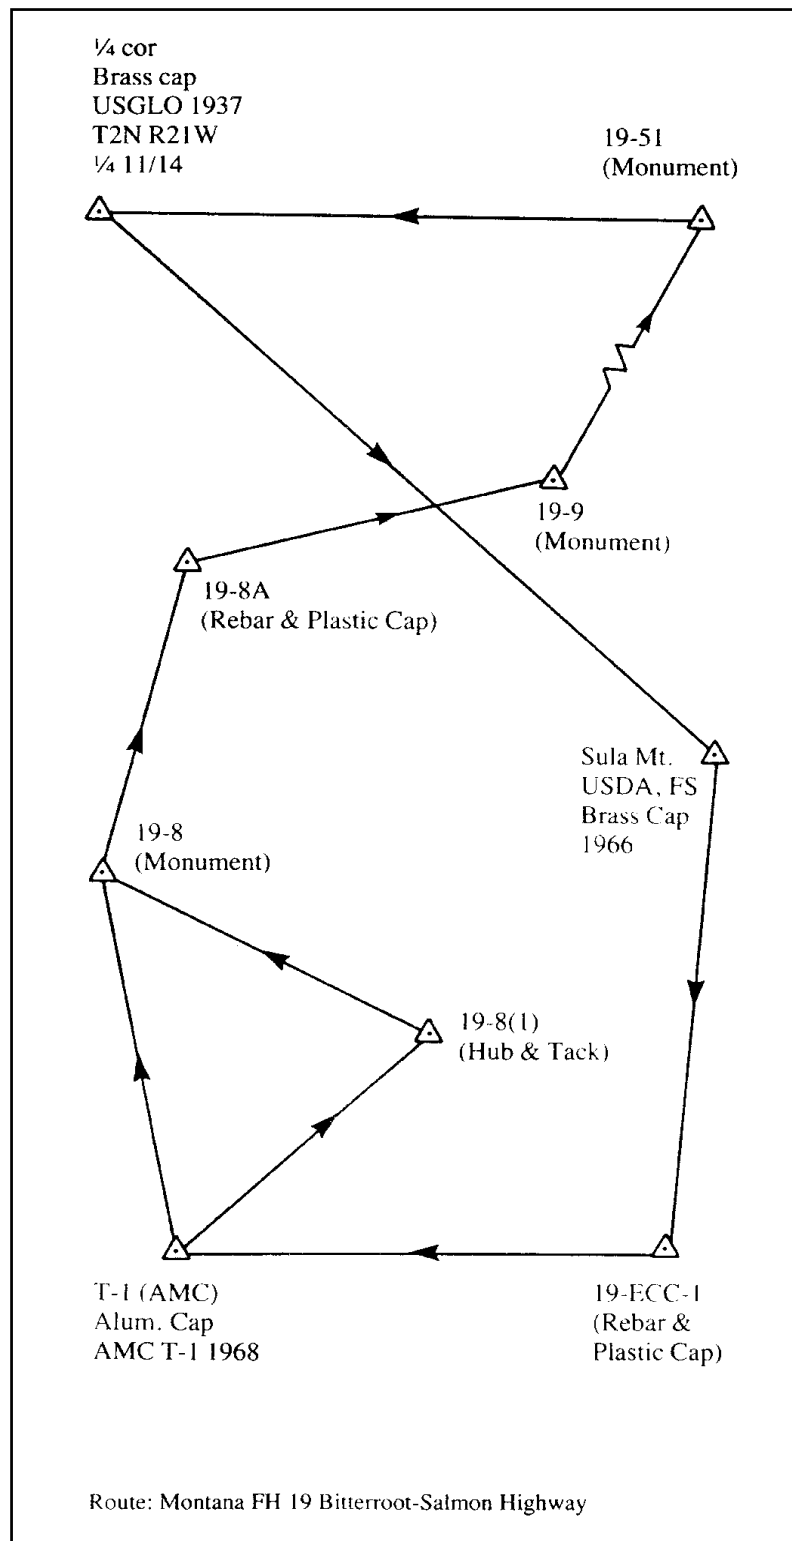 ¼ cor
Brass cap
USGLO 1937
T2N R21W
¼ 11/14
19-51
(Monument)
19-9
(Monument)
19-8A
(Rebar & Plastic Cap)
Sula Mt.
USDA, FS
Brass Cap
1966
19-8
(Monument)
19-8(1)
(Hub & Tack)
T-1 (AMC)
Alum. Cap
AMC T-1 1968
19-ECC-1
(Rebar &
Plastic Cap)
Route: Montana FH 19 Bitterroot-Salmon Highway